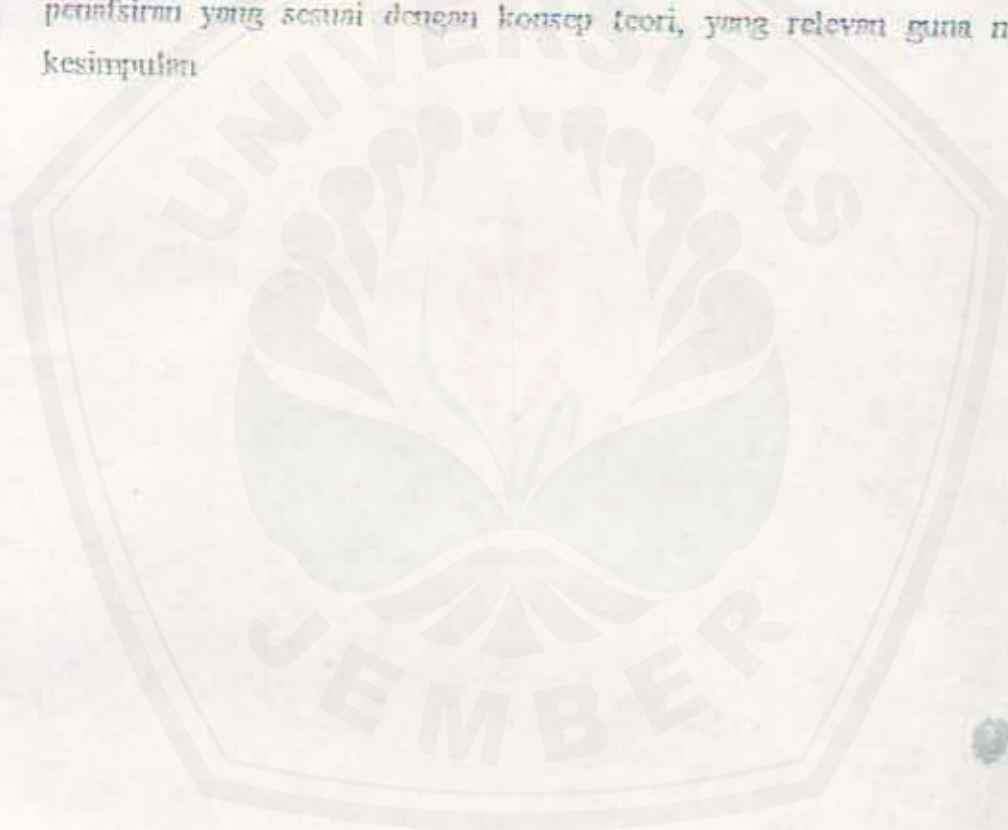 penafsiran yang sesuai dengan konsep teori, yang relevan guna
kesimpulan
UNIVERSITAS
JEMBER